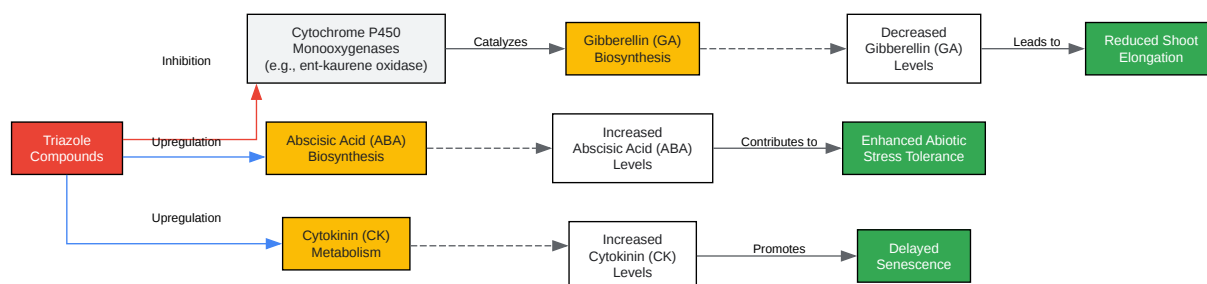 Cytochrome P450
Monooxygenases
(e.g., ent-kaurene oxidase)
Catalyzes
Gibberellin (GA)
Biosynthesis
Decreased
Gibberellin (GA)
Levels
Leads to
Reduced Shoot
Elongation
Inhibition
Triazole
Compounds
Upregulation
Abscisic Acid (ABA)
Biosynthesis
Increased
Abscisic Acid (ABA)
Levels
Contributes to
Enhanced Abiotic
Stress Tolerance
Upregulation
Cytokinin (CK)
Metabolism
Increased
Cytokinin (CK)
Levels
Promotes
Delayed
Senescence